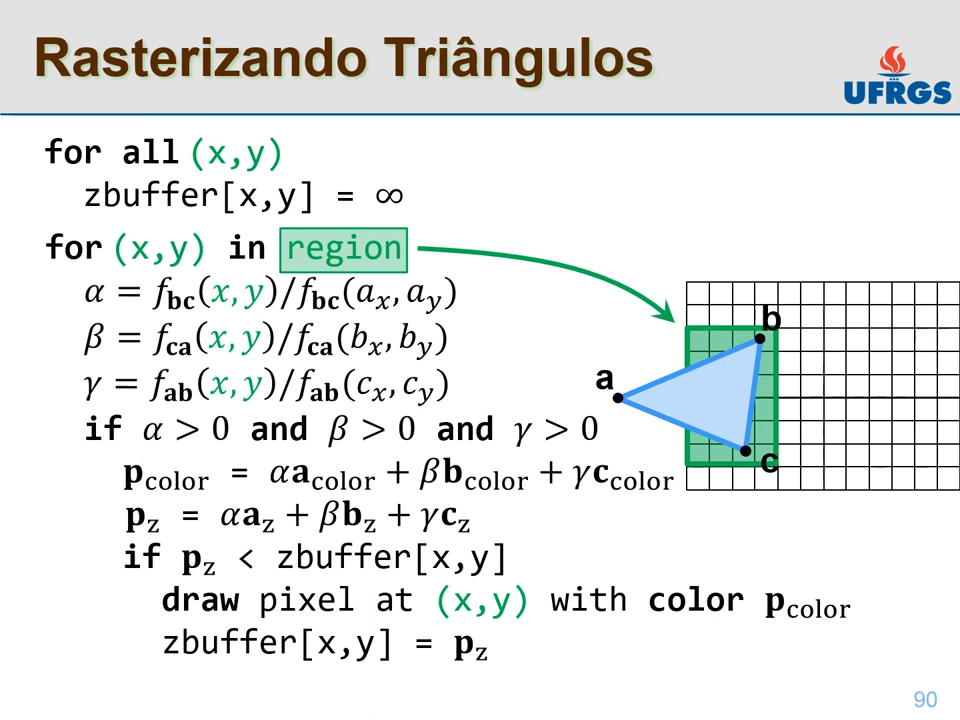 Rasterizando Triângulos
UFRGS
for all (x,y)
zbuffer[x,y] = ∞
for (x,y) in region
α = f_bc(x, y)/f_bc(a_x, a_y)
β = f_ca(x, y)/f_ca(b_x, b_y)
γ = f_ab(x, y)/f_ab(c_x, c_y)
if α > 0 and β > 0 and γ > 0
p_color = αa_color + βb_color + γc_color
p_z = αa_z + βb_z + γc_z
if p_z < zbuffer[x,y]
draw pixel at (x,y) with color p_color
zbuffer[x,y] = p_z
b
a
c
90